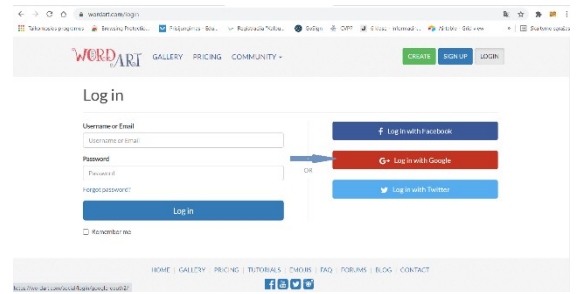 wordart.com/login
WORDART GALLERY PRICING COMMUNITY CREATE SIGN UP LOGIN
Log in
Username or Email
Username or Email
Password
Password
Forgot password?
Log in
Remember me
OR
Log in with Facebook
G+ Log in with Google
Log in with Twitter
HOME | GALLERY | PRICING | TUTORIALS | EMOJIS | FAQ | FORUMS | BLOG | CONTACT